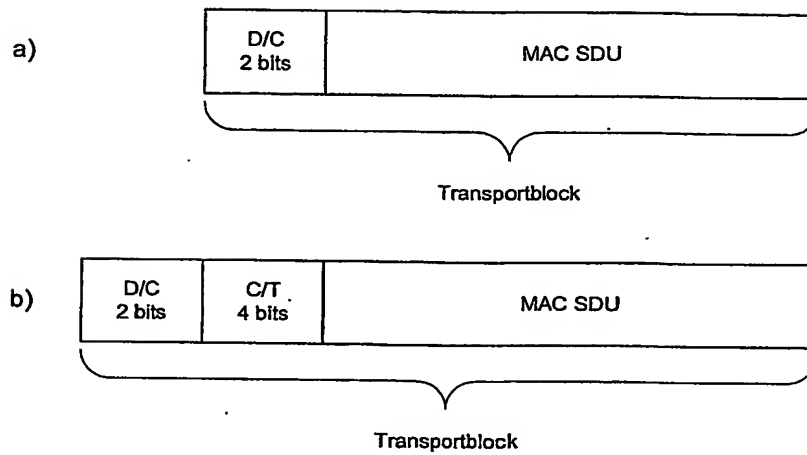 a)
D/C
2 bits
MAC SDU
Transportblock
b)
D/C
2 bits
C/T
4 bits
MAC SDU
Transportblock